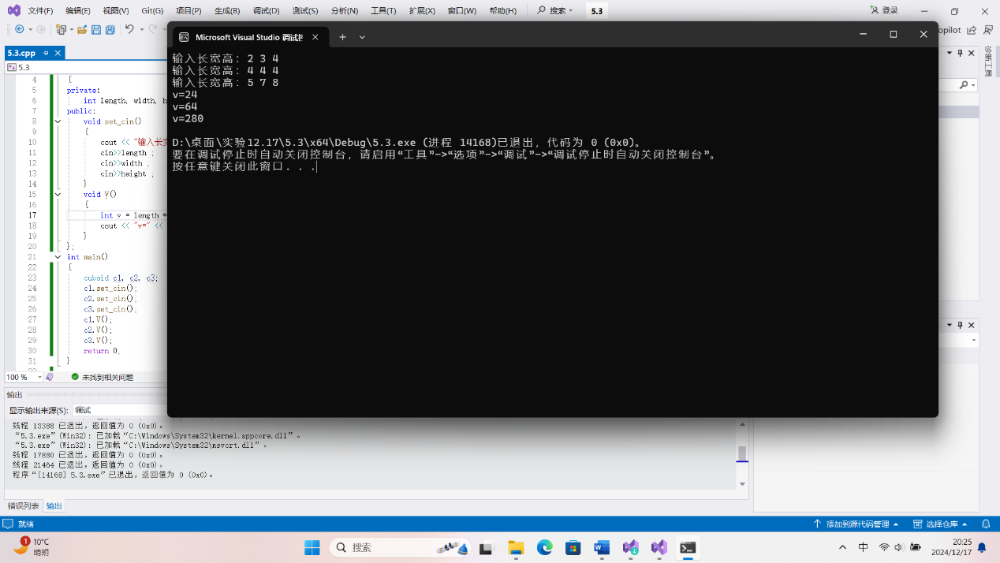 文件(F) 编辑(E) 视图(V) Git(G) 项目(P) 生成(B) 调试(D) 测试(S) 分析(N) 工具(T) 扩展(X) 窗口(W) 帮助(H) 搜索 5.3 登录
5.3.cpp
5.3
Microsoft Visual Studio 调试
输入长宽高: 2 3 4
输入长宽高: 4 4 4
输入长宽高: 5 7 8
v=24
v=64
v=280
D:\桌面\实验12.17\5.3\x64\Debug\5.3.exe (进程 14168)已退出，代码为 0 (0x0)。
要在调试停止时自动关闭控制台，请启用“工具”->“选项”->“调试”->“调试停止时自动关闭控制台”。
按任意键关闭此窗口. . .
4 {
5 private:
6 int length, width, h
7 public:
8 void set_cin()
9 {
10 cout << "输入长宽
11 cin>>length ;
12 cin>>width ;
13 cin>>height ;
14 }
15 void V()
16 {
17 int v = length *
18 cout << "v=" <<
19 }
20 };
21 int main()
22 {
23 cuboid c1, c2, c3;
24 c1.set_cin();
25 c2.set_cin();
26 c3.set_cin();
27 c1.V();
28 c2.V();
29 c3.V();
30 return 0;
31 }
100 % 未找到相关问题
输出
显示输出来源(S): 调试
线程 13388 已退出，返回值为 0 (0x0)。
“5.3.exe”(Win32): 已加载“C:\Windows\System32\kernel.appcore.dll”。
“5.3.exe”(Win32): 已加载“C:\Windows\System32\msvcrt.dll”。
线程 17880 已退出，返回值为 0 (0x0)。
线程 21464 已退出，返回值为 0 (0x0)。
程序“[14168] 5.3.exe”已退出，返回值为 0 (0x0)。
错误列表 输出
就绪 添加到源代码管理 选择仓库
1 10°C
晴朗
搜索
中
20:25
2024/12/17